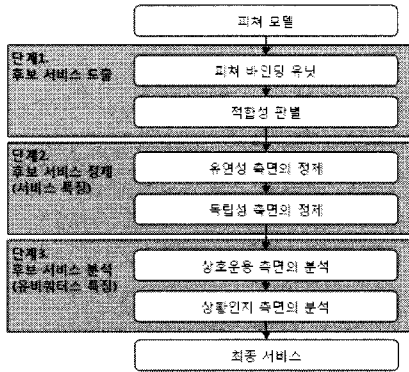 피쳐 모델
단계1.
후보 서비스 도출
피쳐 바인딩 유닛
적합성 판별
단계2.
후보 서비스 정제
(서비스 특징)
유연성 측면의 정제
독립성 측면의 정제
단계3.
후보 서비스 분석
(유비쿼터스 특징)
상호운용 측면의 분석
상황인지 측면의 분석
최종 서비스